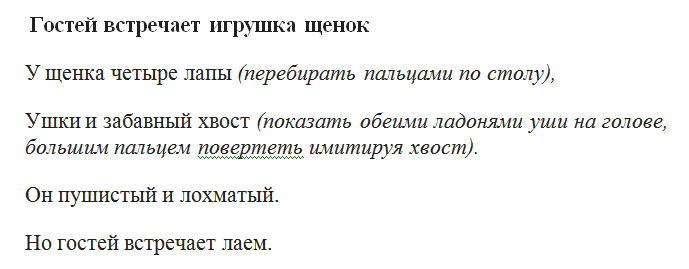 Гостей встречает игрушка щенок
У щенка четыре лапы (перебирать пальцами по столу),
Ушки и забавный хвост (показать обеими ладонями уши на голове,
большим пальцем повертеть имитируя хвост).
Он пушистый и лохматый.
Но гостей встречает лаем.